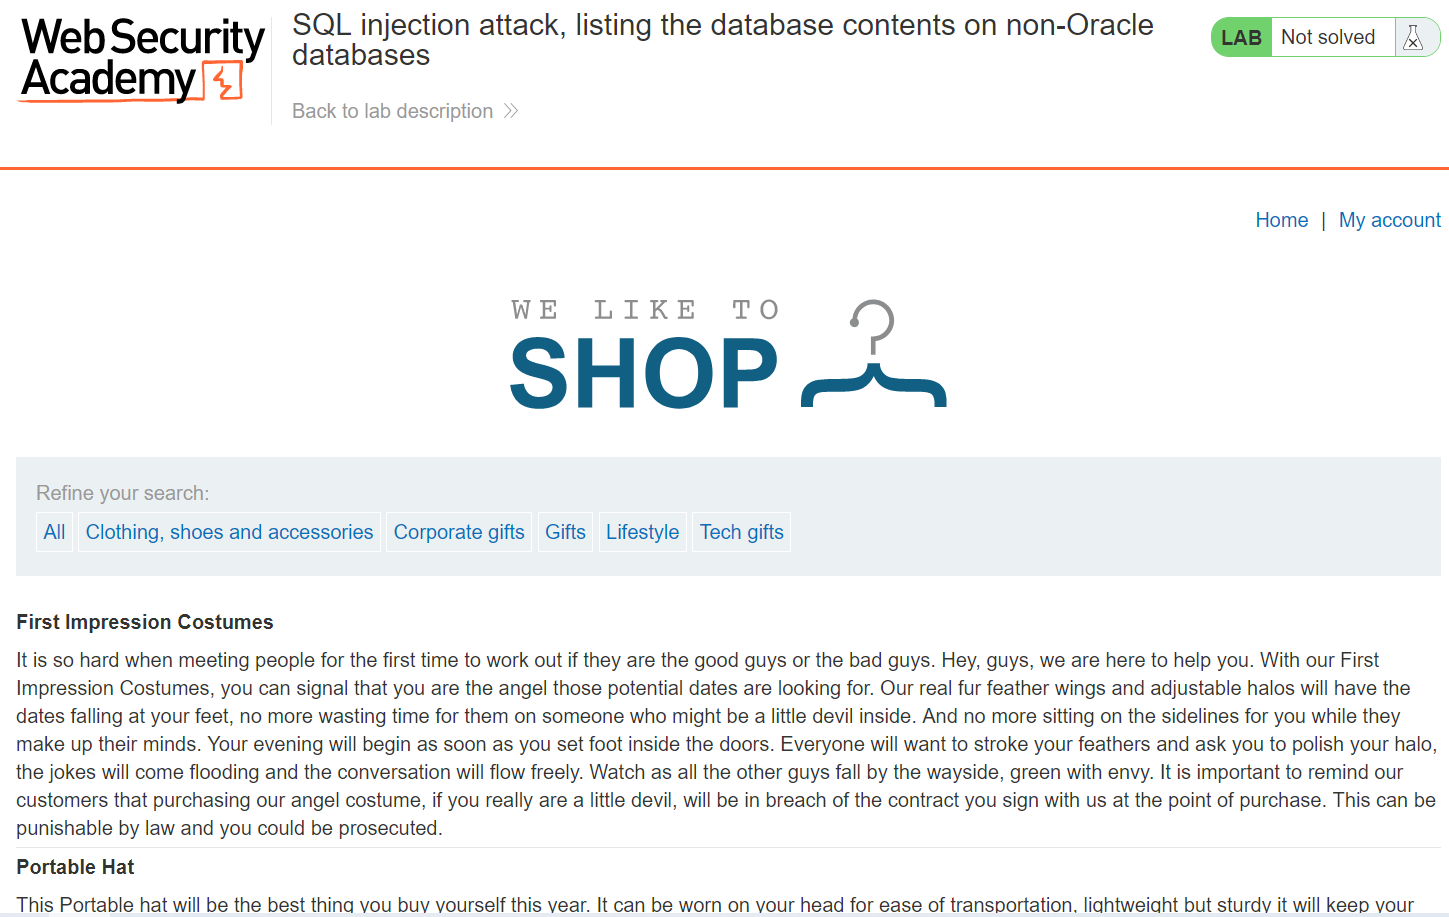 Web Security
Academy
SQL injection attack, listing the database contents on non-Oracle
databases
Back to lab description
LAB Not solved
Home | My account
WE LIKE TO
SHOP
Refine your search:
All Clothing, shoes and accessories Corporate gifts Gifts Lifestyle Tech gifts
First Impression Costumes
It is so hard when meeting people for the first time to work out if they are the good guys or the bad guys. Hey, guys, we are here to help you. With our First
Impression Costumes, you can signal that you are the angel those potential dates are looking for. Our real fur feather wings and adjustable halos will have the
dates falling at your feet, no more wasting time for them on someone who might be a little devil inside. And no more sitting on the sidelines for you while they
make up their minds. Your evening will begin as soon as you set foot inside the doors. Everyone will want to stroke your feathers and ask you to polish your halo,
the jokes will come flooding and the conversation will flow freely. Watch as all the other guys fall by the wayside, green with envy. It is important to remind our
customers that purchasing our angel costume, if you really are a little devil, will be in breach of the contract you sign with us at the point of purchase. This can be
punishable by law and you could be prosecuted.
Portable Hat
This Portable hat will be the best thing you buy yourself this year. It can be worn on your head for ease of transportation, lightweight but sturdy it will keep your